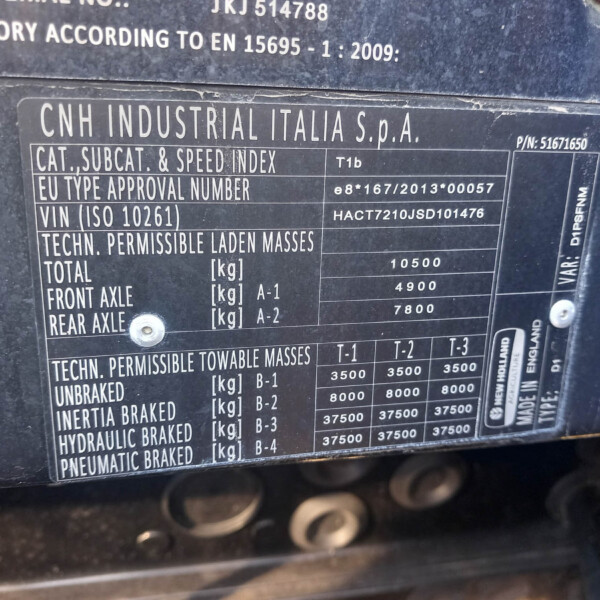 JKJ 514788
ORY ACCORDING TO EN 15695 - 1 : 2009:
CNH INDUSTRIAL ITALIA S.p.A.
P/N: 51671650
CAT.,SUBCAT. & SPEED INDEX T1b
EU TYPE APPROVAL NUMBER e8*167/2013*00057
VIN (ISO 10261) HACT7210JSD101476
TECHN. PERMISSIBLE LADEN MASSES
TOTAL [kg] 10500
FRONT AXLE [kg] A-1 4900
REAR AXLE [kg] A-2 7800
TECHN. PERMISSIBLE TOWABLE MASSES T-1 T-2 T-3
UNBRAKED [kg] B-1 3500 3500 3500
INERTIA BRAKED [kg] B-2 8000 8000 8000
HYDRAULIC BRAKED [kg] B-3 37500 37500 37500
PNEUMATIC BRAKED [kg] B-4 37500 37500 37500
NEW HOLLAND
AGRICULTURE
MADE IN ENGLAND
TYPE: D1
VAR: D1PSFNM